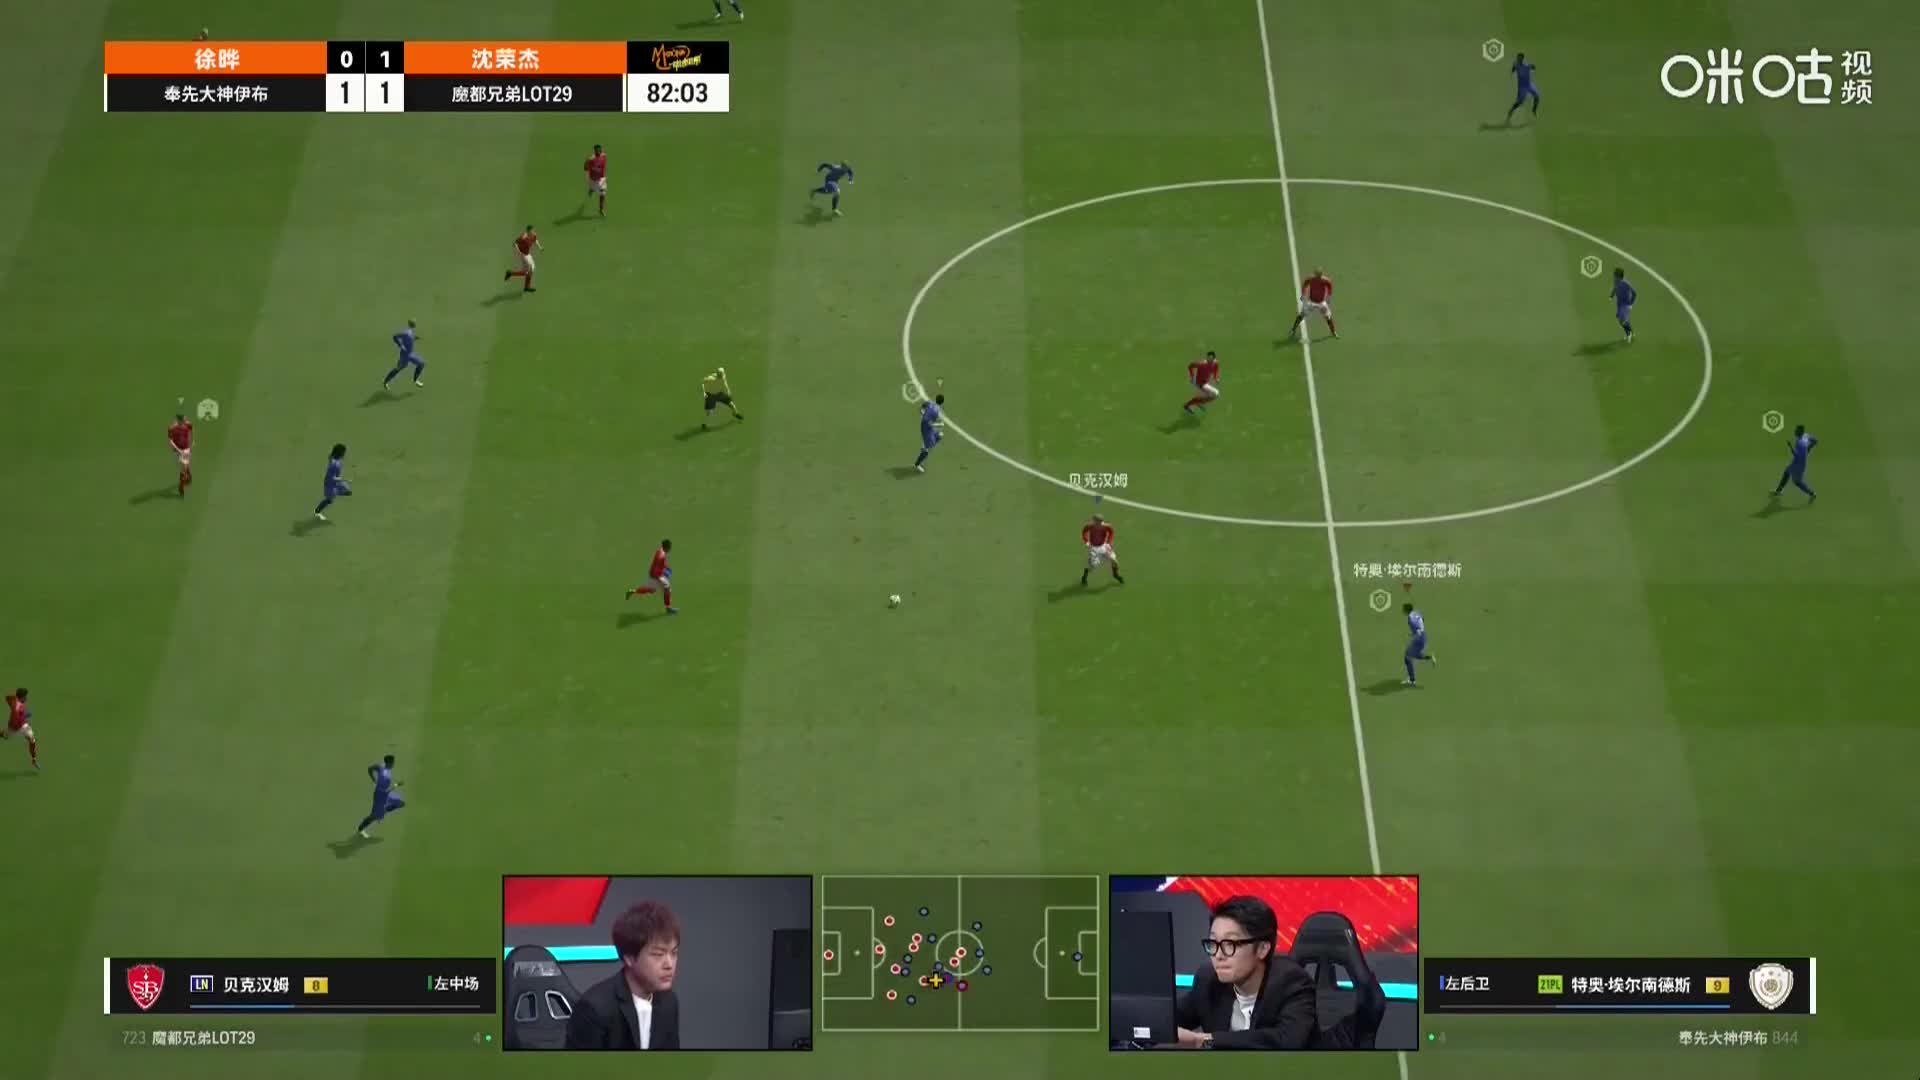 徐晔 0 1 沈荣杰
奉先大神伊布 1 1 魔都兄弟LOT29 82:03
咪咕视频
贝克汉姆
特奥·埃尔南德斯
LN 贝克汉姆 8 左中场
723 魔都兄弟LOT29 4
左后卫 21PL 特奥·埃尔南德斯 9
4 奉先大神伊布 844